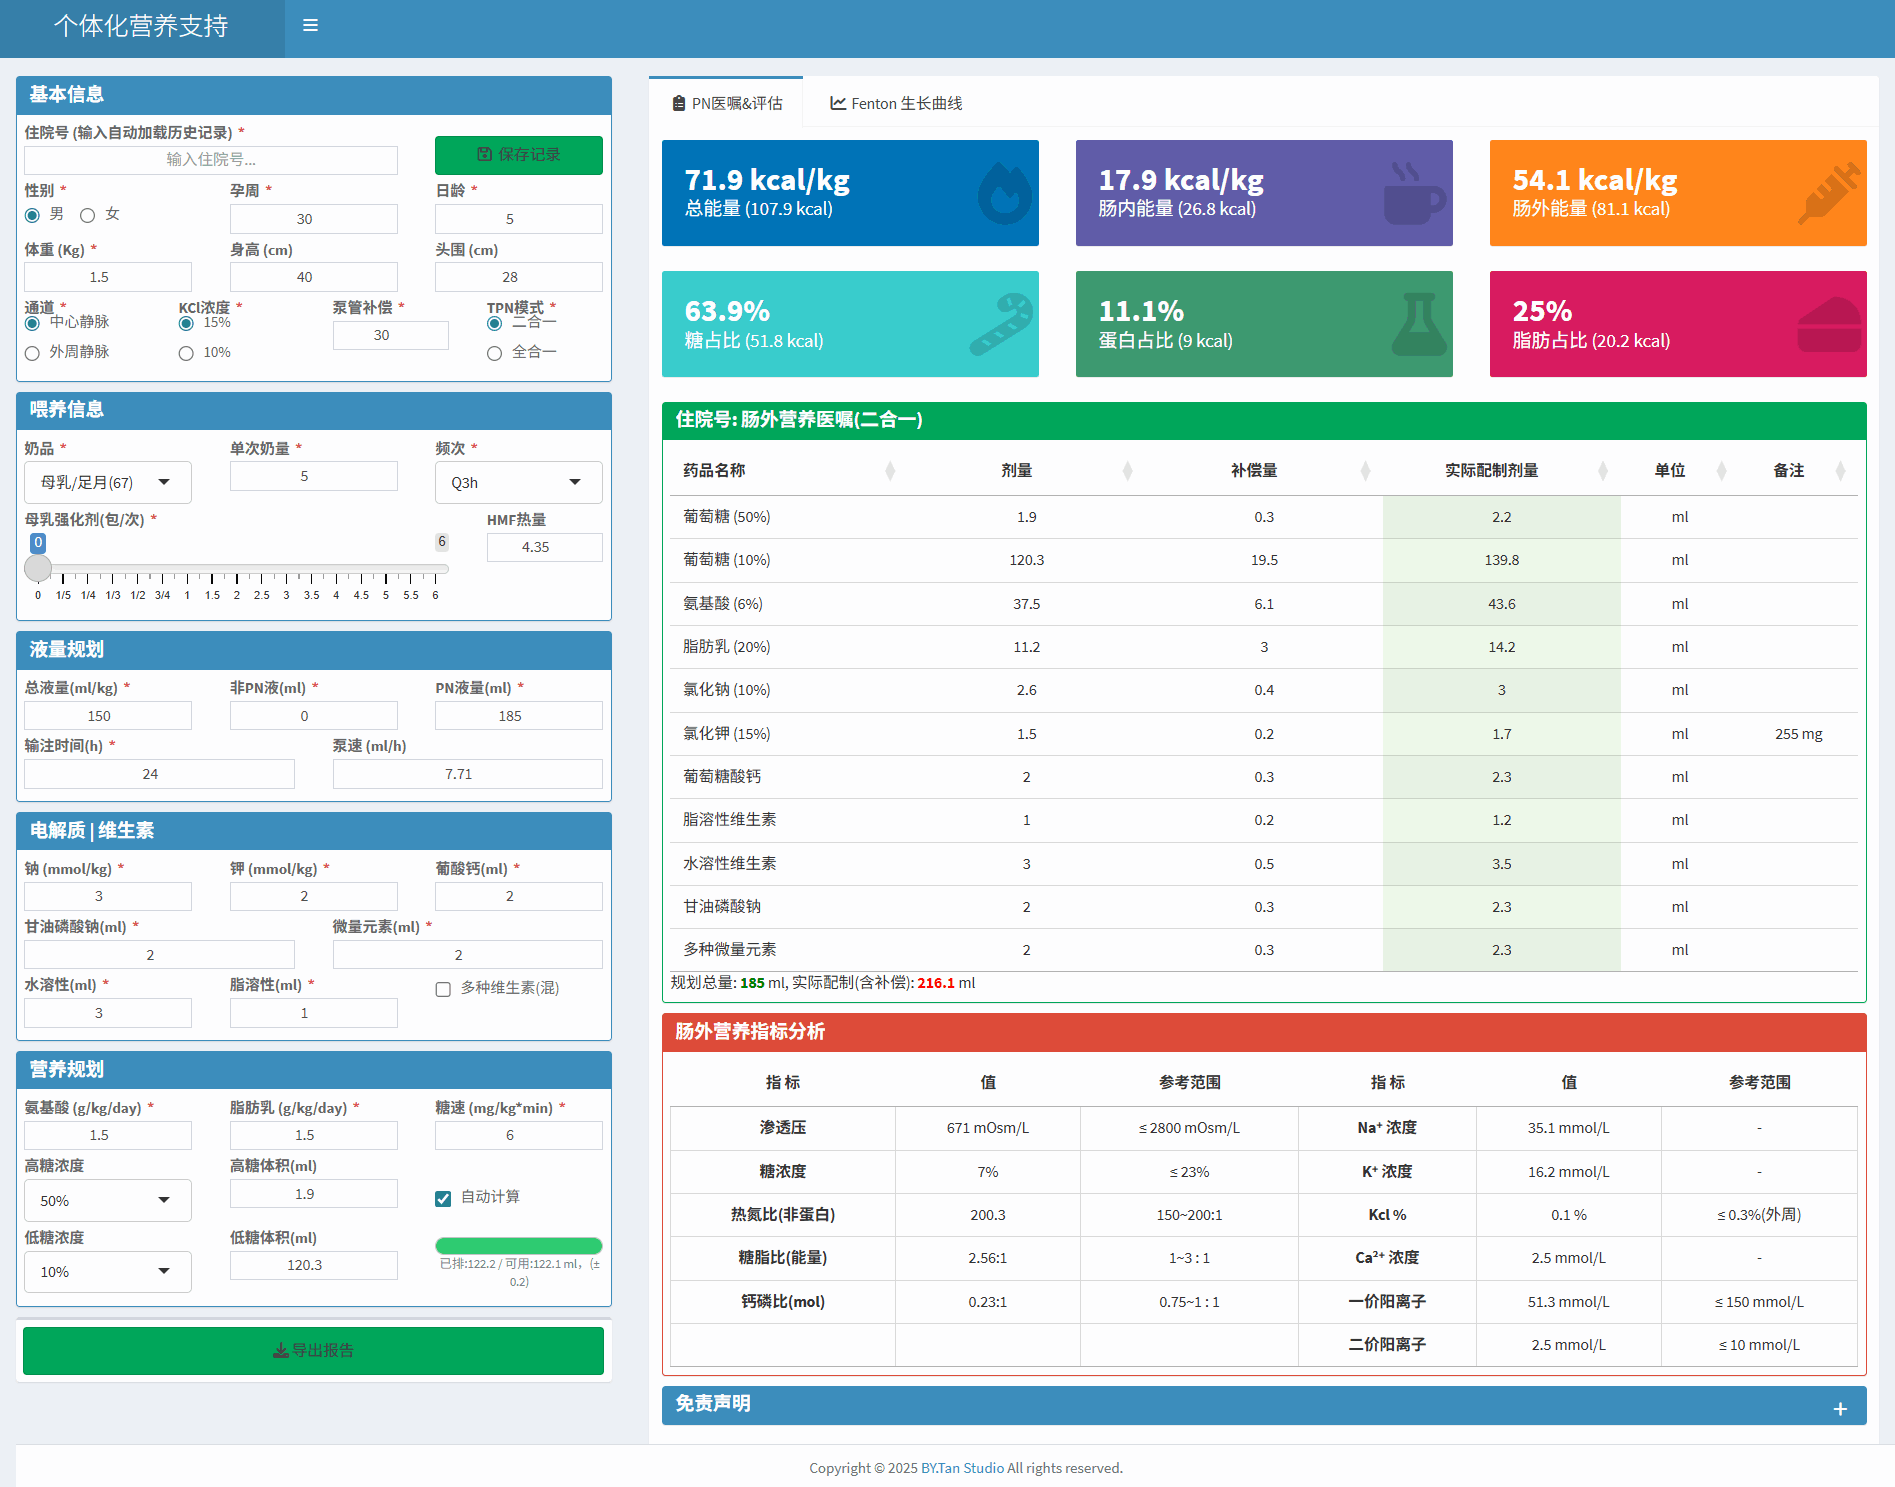 个体化营养支持
基本信息
住院号 (输入自动加载历史记录) *
输入住院号...
保存记录
性别 *
孕周 *
日龄 *
男
女
30
5
体重 (Kg) *
身高 (cm)
头围 (cm)
1.5
40
28
通道 *
KCl浓度 *
泵管补偿 *
TPN模式 *
中心静脉
15%
30
二合一
外周静脉
10%
全合一
喂养信息
奶品 *
单次奶量 *
频次 *
母乳/足月(67)
5
Q3h
母乳强化剂(包/次) *
HMF热量
0
6
4.35
0 1/5 1/4 1/3 1/2 3/4 1 1.5 2 2.5 3 3.5 4 4.5 5 5.5 6
液量规划
总液量(ml/kg) *
非PN液(ml) *
PN液量(ml) *
150
0
185
输注时间(h) *
泵速 (ml/h)
24
7.71
电解质 | 维生素
钠 (mmol/kg) *
钾 (mmol/kg) *
葡酸钙(ml) *
3
2
2
甘油磷酸钠(ml) *
微量元素(ml) *
2
2
水溶性(ml) *
脂溶性(ml) *
多种维生素(混)
3
1
营养规划
氨基酸 (g/kg/day) *
脂肪乳 (g/kg/day) *
糖速 (mg/kg*min) *
1.5
1.5
6
高糖浓度
高糖体积(ml)
50%
1.9
自动计算
低糖浓度
低糖体积(ml)
10%
120.3
已排:122.2 / 可用:122.1 ml，(±
0.2)
导出报告
PN医嘱&评估
Fenton 生长曲线
71.9 kcal/kg
总能量 (107.9 kcal)
17.9 kcal/kg
肠内能量 (26.8 kcal)
54.1 kcal/kg
肠外能量 (81.1 kcal)
63.9%
糖占比 (51.8 kcal)
11.1%
蛋白占比 (9 kcal)
25%
脂肪占比 (20.2 kcal)
住院号: 肠外营养医嘱(二合一)
药品名称 剂量 补偿量 实际配制剂量 单位 备注
葡萄糖 (50%) 1.9 0.3 2.2 ml
葡萄糖 (10%) 120.3 19.5 139.8 ml
氨基酸 (6%) 37.5 6.1 43.6 ml
脂肪乳 (20%) 11.2 3 14.2 ml
氯化钠 (10%) 2.6 0.4 3 ml
氯化钾 (15%) 1.5 0.2 1.7 ml 255 mg
葡萄糖酸钙 2 0.3 2.3 ml
脂溶性维生素 1 0.2 1.2 ml
水溶性维生素 3 0.5 3.5 ml
甘油磷酸钠 2 0.3 2.3 ml
多种微量元素 2 0.3 2.3 ml
规划总量: 185 ml, 实际配制(含补偿): 216.1 ml
肠外营养指标分析
指 标 值 参考范围 指 标 值 参考范围
渗透压 671 mOsm/L ≤ 2800 mOsm/L Na⁺ 浓度 35.1 mmol/L -
糖浓度 7% ≤ 23% K⁺ 浓度 16.2 mmol/L -
热氮比(非蛋白) 200.3 150~200:1 Kcl % 0.1 % ≤ 0.3%(外周)
糖脂比(能量) 2.56:1 1~3 : 1 Ca²⁺ 浓度 2.5 mmol/L -
钙磷比(mol) 0.23:1 0.75~1 : 1 一价阳离子 51.3 mmol/L ≤ 150 mmol/L
二价阳离子 2.5 mmol/L ≤ 10 mmol/L
免责声明
Copyright © 2025 BY.Tan Studio All rights reserved.